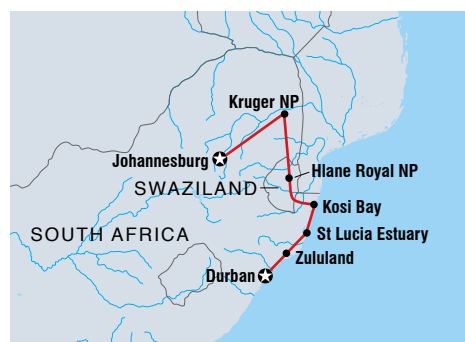 Kruger NP
Johannesburg
Hlane Royal NP
SWAZILAND
Kosi Bay
SOUTH AFRICA
St Lucia Estuary
Zululand
Durban